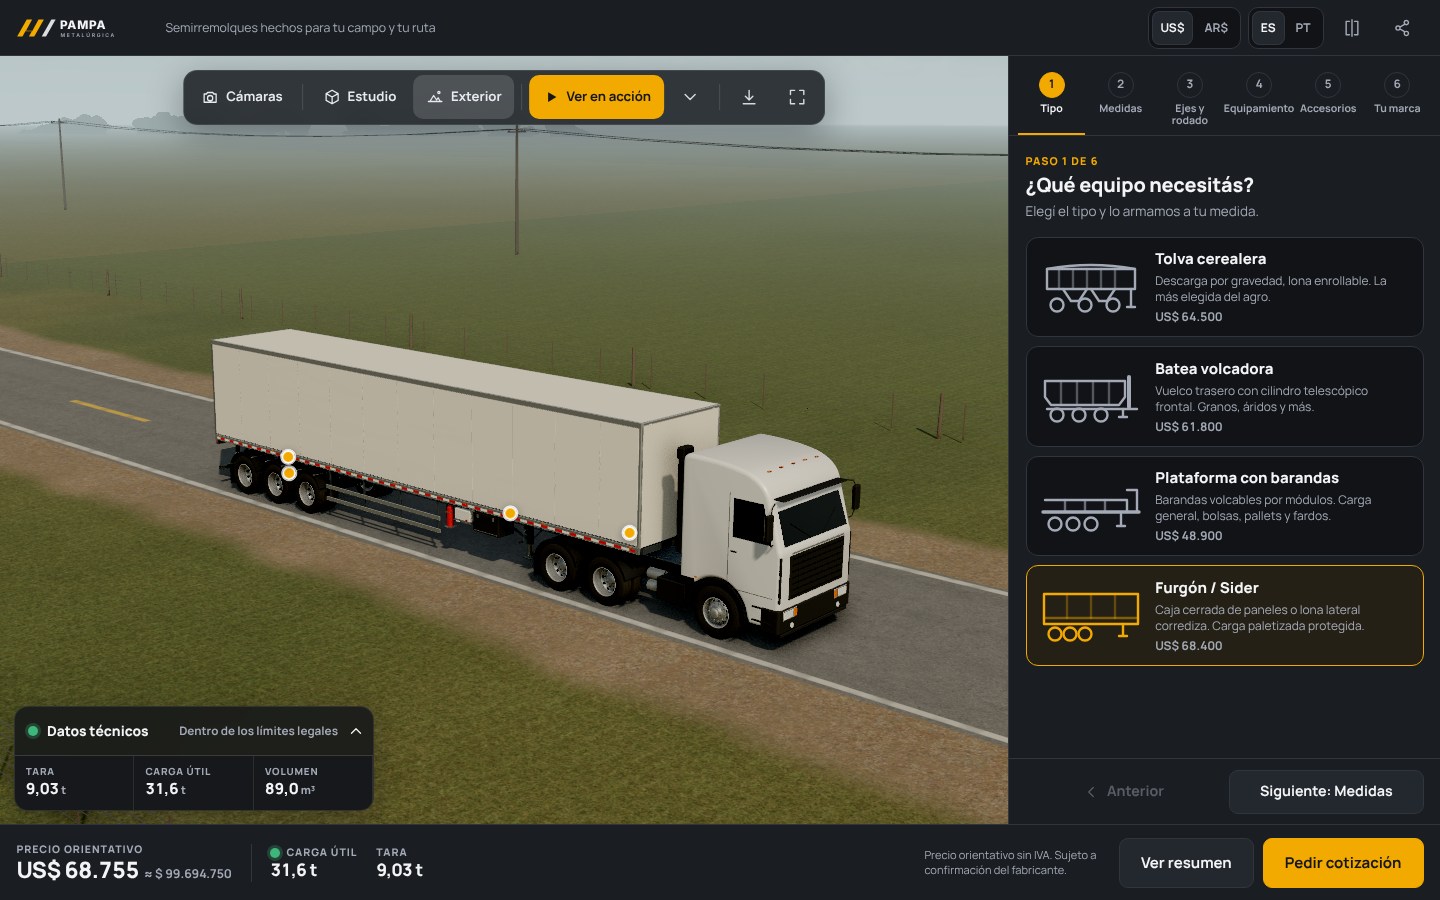 PAMPA
METALÚRGICA
Semirremolques hechos para tu campo y tu ruta
US$ AR$ ES PT
Cámaras Estudio Exterior Ver en acción
1 2 3 4 5 6
Tipo Medidas Ejes y rodado Equipamiento Accesorios Tu marca
PASO 1 DE 6
¿Qué equipo necesitás?
Elegí el tipo y lo armamos a tu medida.
Tolva cerealera
Descarga por gravedad, lona enrollable. La
más elegida del agro.
US$ 64.500
Batea volcadora
Vuelco trasero con cilindro telescópico
frontal. Granos, áridos y más.
US$ 61.800
Plataforma con barandas
Barandas volcables por módulos. Carga
general, bolsas, pallets y fardos.
US$ 48.900
Furgón / Sider
Caja cerrada de paneles o lona lateral
corrediza. Carga paletizada protegida.
US$ 68.400
Anterior
Siguiente: Medidas
Datos técnicos Dentro de los límites legales
TARA CARGA ÚTIL VOLUMEN
9,03 t 31,6 t 89,0 m³
PRECIO ORIENTATIVO
US$ 68.755 ≈ $ 99.694.750
CARGA ÚTIL TARA
31,6 t 9,03 t
Precio orientativo sin IVA. Sujeto a
confirmación del fabricante.
Ver resumen
Pedir cotización